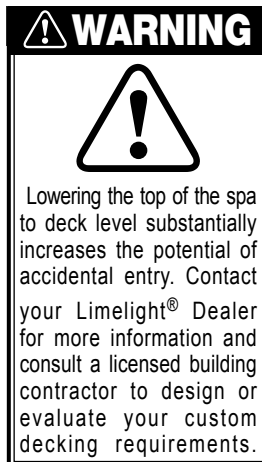 WARNING
Lowering the top of the spa
to deck level substantially
increases the potential of
accidental entry. Contact
your Limelight® Dealer
for more information and
consult a licensed building
contractor to design or
evaluate your custom
decking requirements.